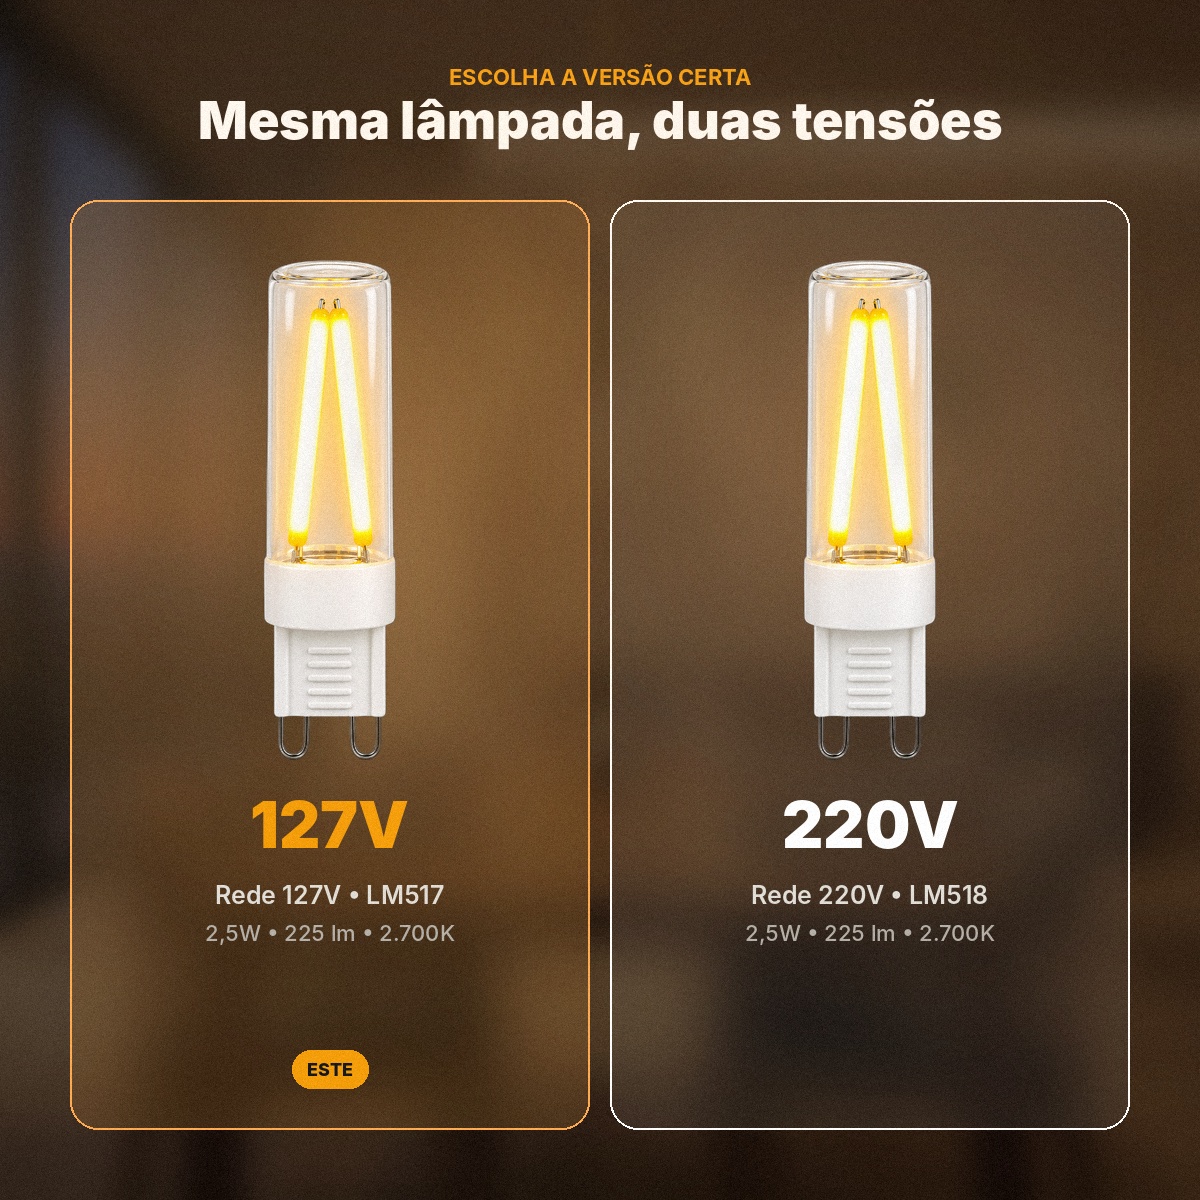 ESCOLHA A VERSÃO CERTA
Mesma lâmpada, duas tensões
127V
Rede 127V • LM517
2,5W • 225 lm • 2.700K
ESTE
220V
Rede 220V • LM518
2,5W • 225 lm • 2.700K